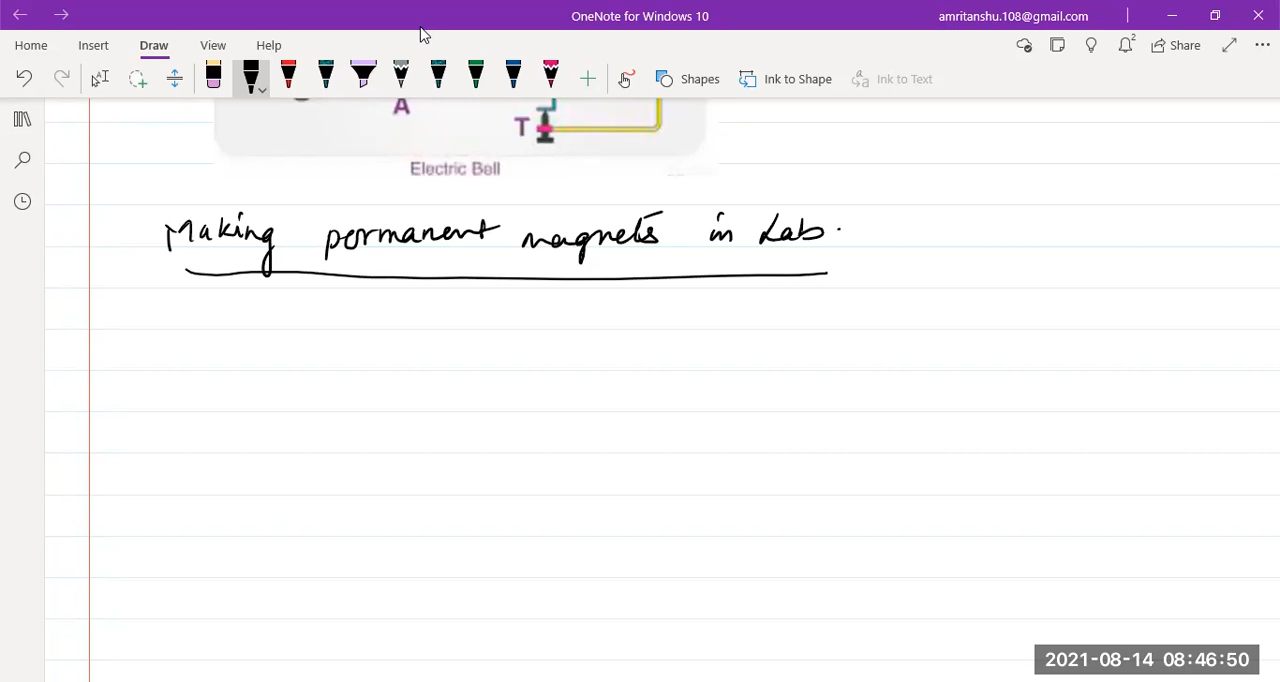 OneNote for Windows 10
amritanshu.108@gmail.com
Home
Insert
Draw
View
Help
Share
2
Shapes
Ink to Shape
Ink to Text
A
T
Electric Bell
Making permanent magnets in Lab.
2021-08-14 08:46:50